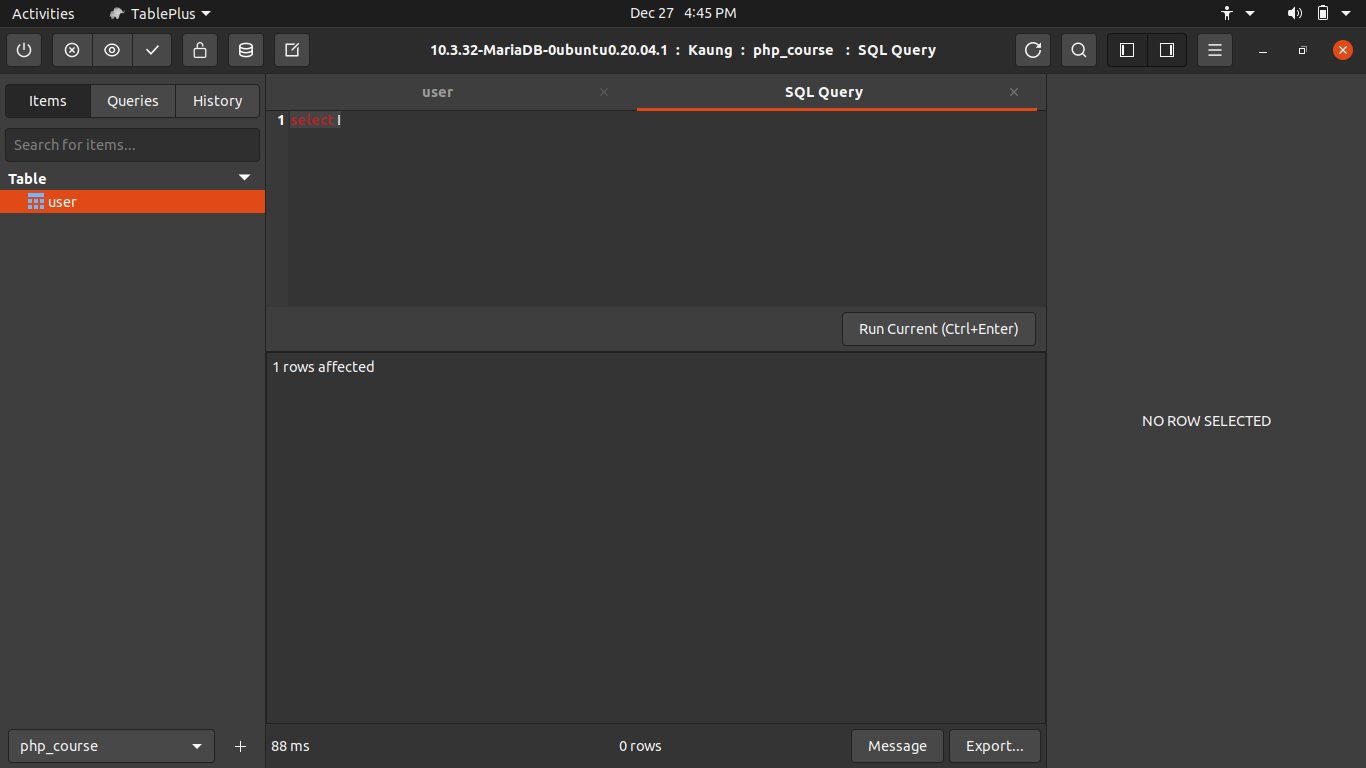 Activities TablePlus Dec 27 4:45 PM
10.3.32-MariaDB-0ubuntu0.20.04.1 : Kaung : php_course : SQL Query
Items Queries History
user SQL Query
Search for items...
1 select
Table
user
Run Current (Ctrl+Enter)
1 rows affected
NO ROW SELECTED
php_course 88 ms 0 rows Message Export...